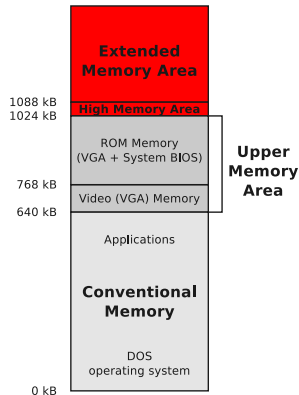 Extended
Memory Area
1088 kB
High Memory Area
1024 kB
ROM Memory
(VGA + System BIOS)
Upper
Memory
Area
768 kB
Video (VGA) Memory
640 kB
Applications
Conventional
Memory
DOS
operating system
0 kB